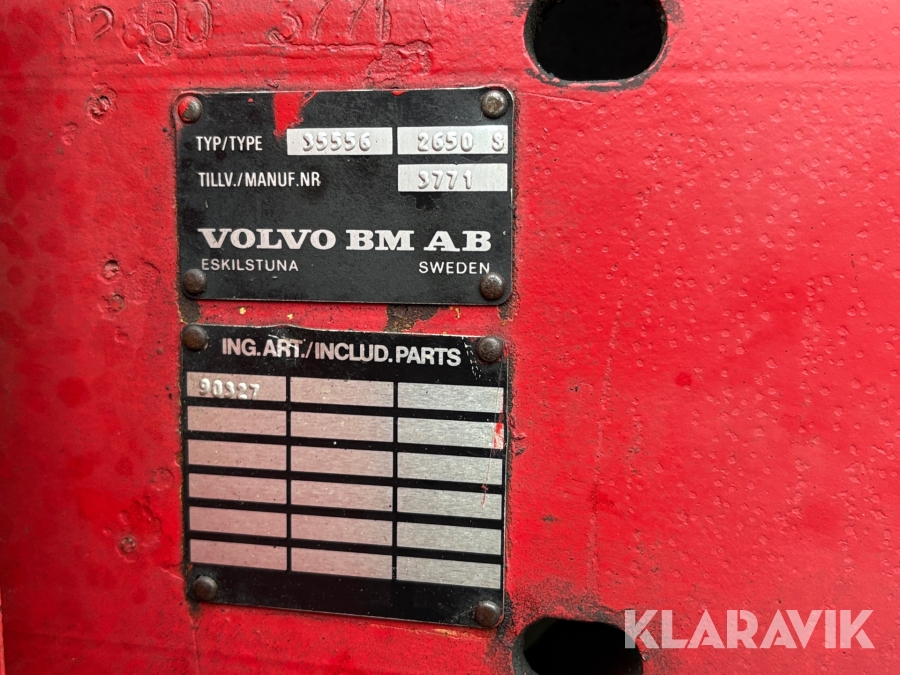 3771
TYP/TYPE 35556 2650 S
TILLV./MANUF.NR 3771
VOLVO BM AB
ESKILSTUNA SWEDEN
ING.ART./INCLUD.PARTS
90327
KLARAVIK